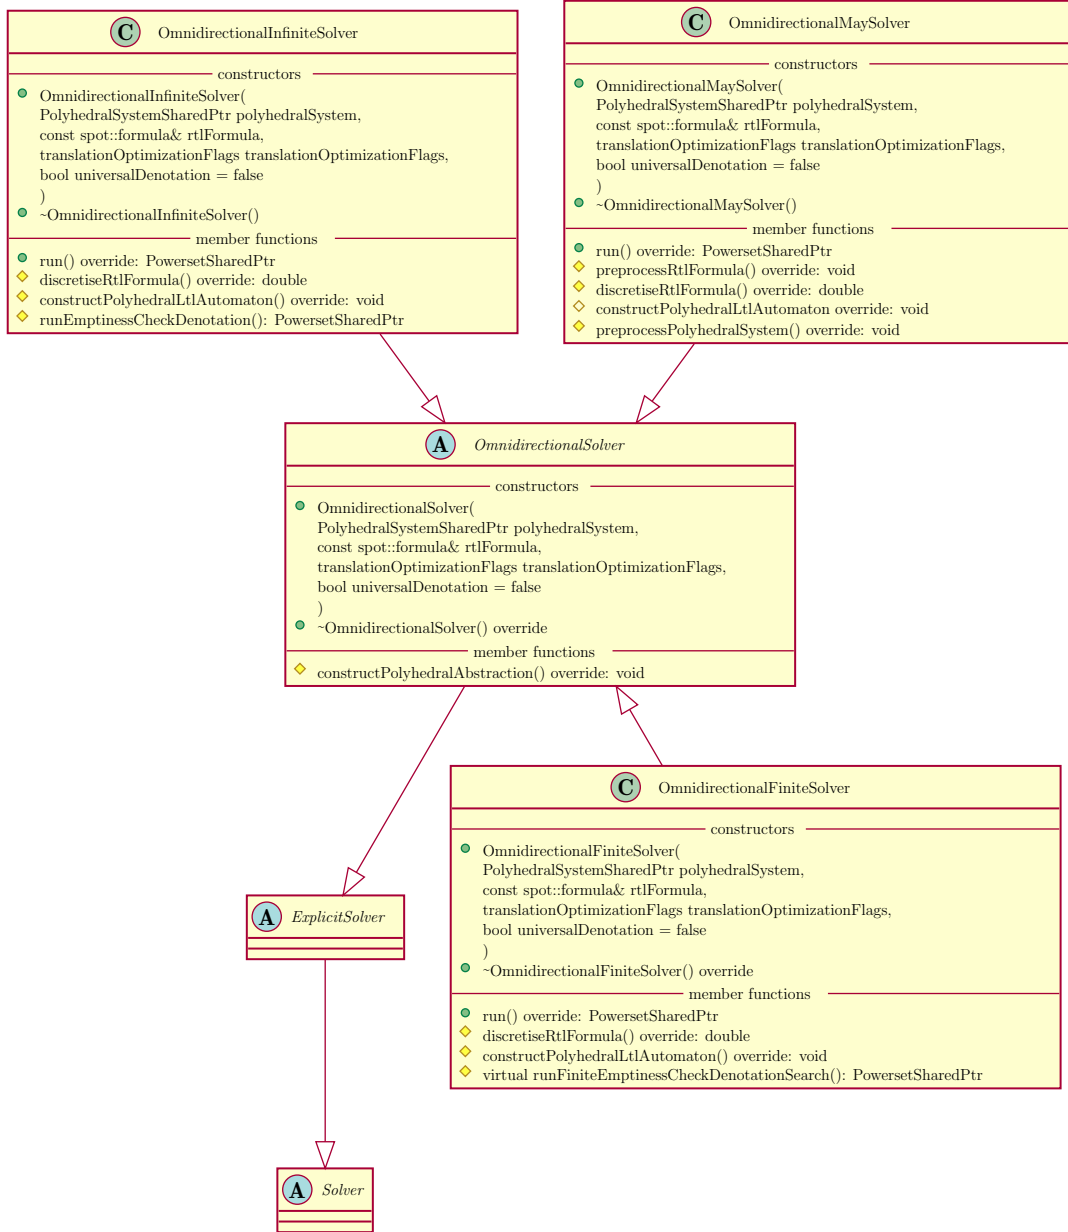 C OmnidirectionalInfiniteSolver
constructors
OmnidirectionalInfiniteSolver(
PolyhedralSystemSharedPtr polyhedralSystem,
const spot::formula& rtlFormula,
translationOptimizationFlags translationOptimizationFlags,
bool universalDenotation = false
)
~OmnidirectionalInfiniteSolver()
member functions
run() override: PowersetSharedPtr
discretiseRtlFormula() override: double
constructPolyhedralLtlAutomaton() override: void
runEmptinessCheckDenotation(): PowersetSharedPtr
C OmnidirectionalMaySolver
constructors
OmnidirectionalMaySolver(
PolyhedralSystemSharedPtr polyhedralSystem,
const spot::formula& rtlFormula,
translationOptimizationFlags translationOptimizationFlags,
bool universalDenotation = false
)
~OmnidirectionalMaySolver()
member functions
run() override: PowersetSharedPtr
preprocessRtlFormula() override: void
discretiseRtlFormula() override: double
constructPolyhedralLtlAutomaton override: void
preprocessPolyhedralSystem() override: void
A OmnidirectionalSolver
constructors
OmnidirectionalSolver(
PolyhedralSystemSharedPtr polyhedralSystem,
const spot::formula& rtlFormula,
translationOptimizationFlags translationOptimizationFlags,
bool universalDenotation = false
)
~OmnidirectionalSolver() override
member functions
constructPolyhedralAbstraction() override: void
C OmnidirectionalFiniteSolver
constructors
OmnidirectionalFiniteSolver(
PolyhedralSystemSharedPtr polyhedralSystem,
const spot::formula& rtlFormula,
translationOptimizationFlags translationOptimizationFlags,
bool universalDenotation = false
)
~OmnidirectionalFiniteSolver() override
member functions
run() override: PowersetSharedPtr
discretiseRtlFormula() override: double
constructPolyhedralLtlAutomaton() override: void
virtual runFiniteEmptinessCheckDenotationSearch(): PowersetSharedPtr
A ExplicitSolver
A Solver